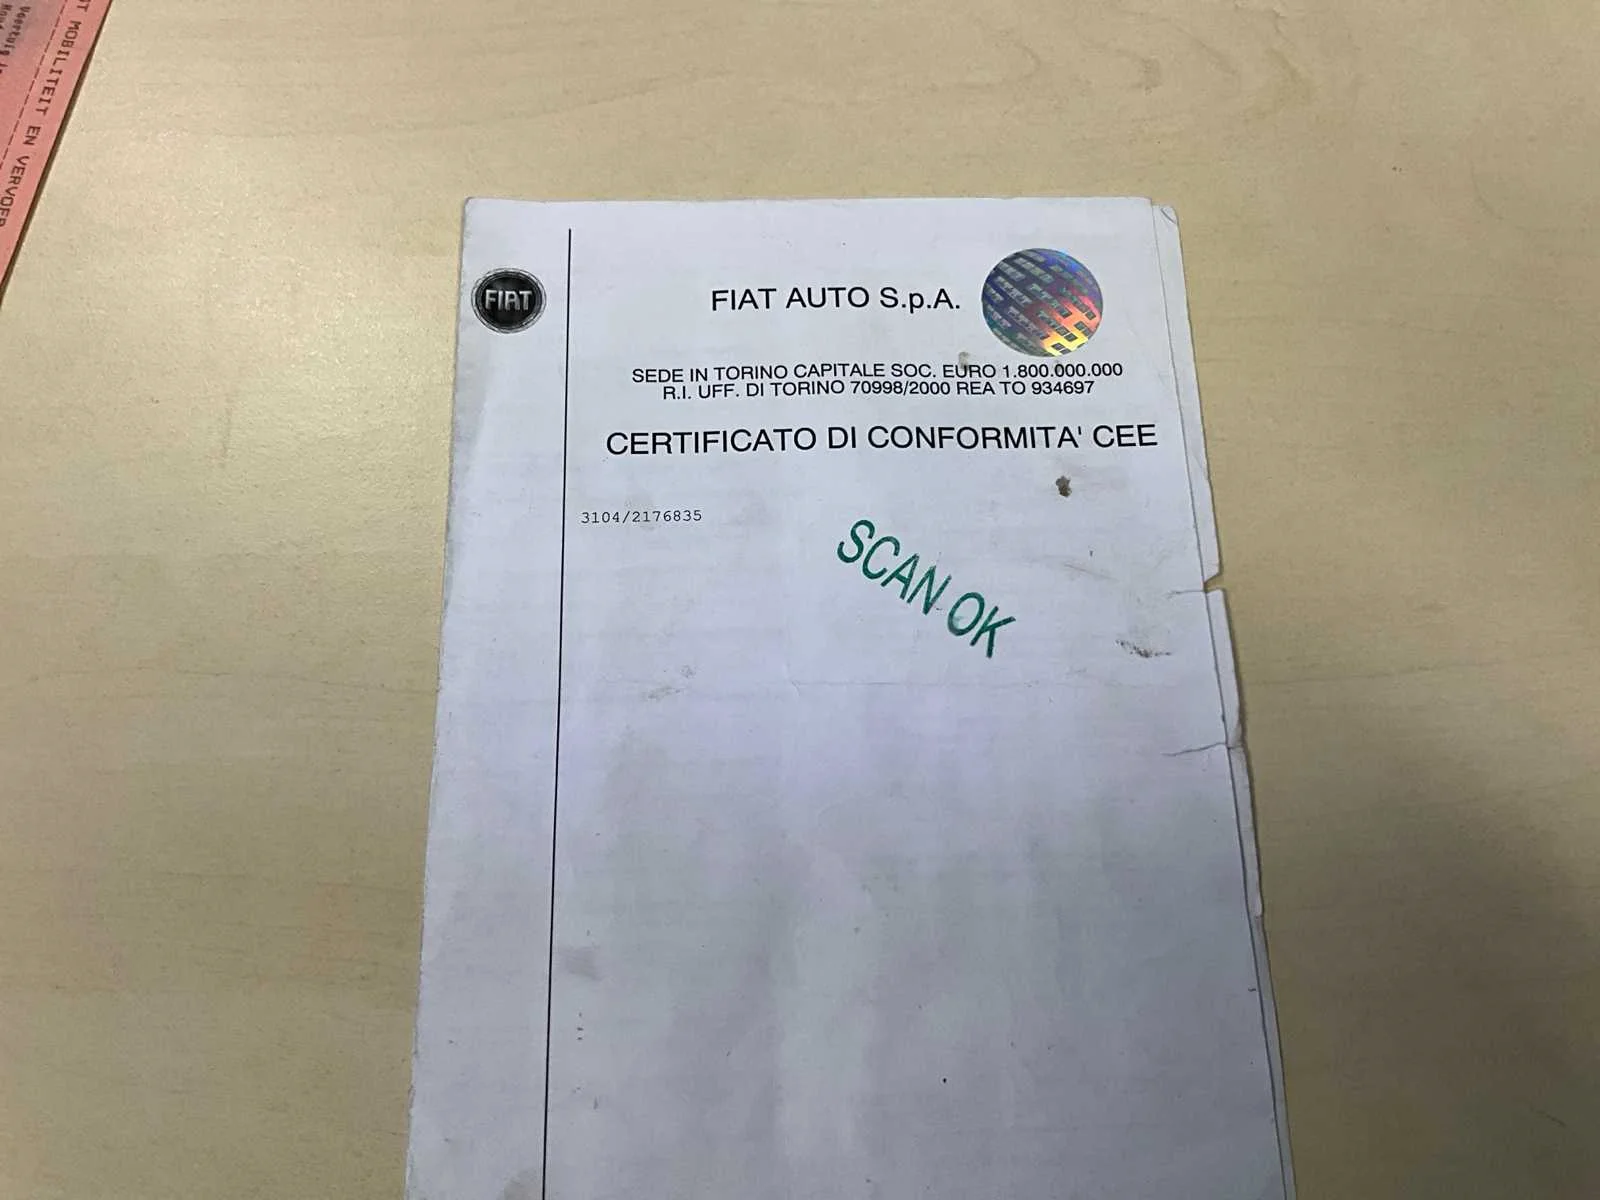 T MOBILITEIT EN VERVOER
Voertuig
FIAT
FIAT AUTO S.p.A.
SEDE IN TORINO CAPITALE SOC. EURO 1.800.000.000
R.I. UFF. DI TORINO 70998/2000 REA TO 934697
CERTIFICATO DI CONFORMITA' CEE
3104/2176835
SCAN OK